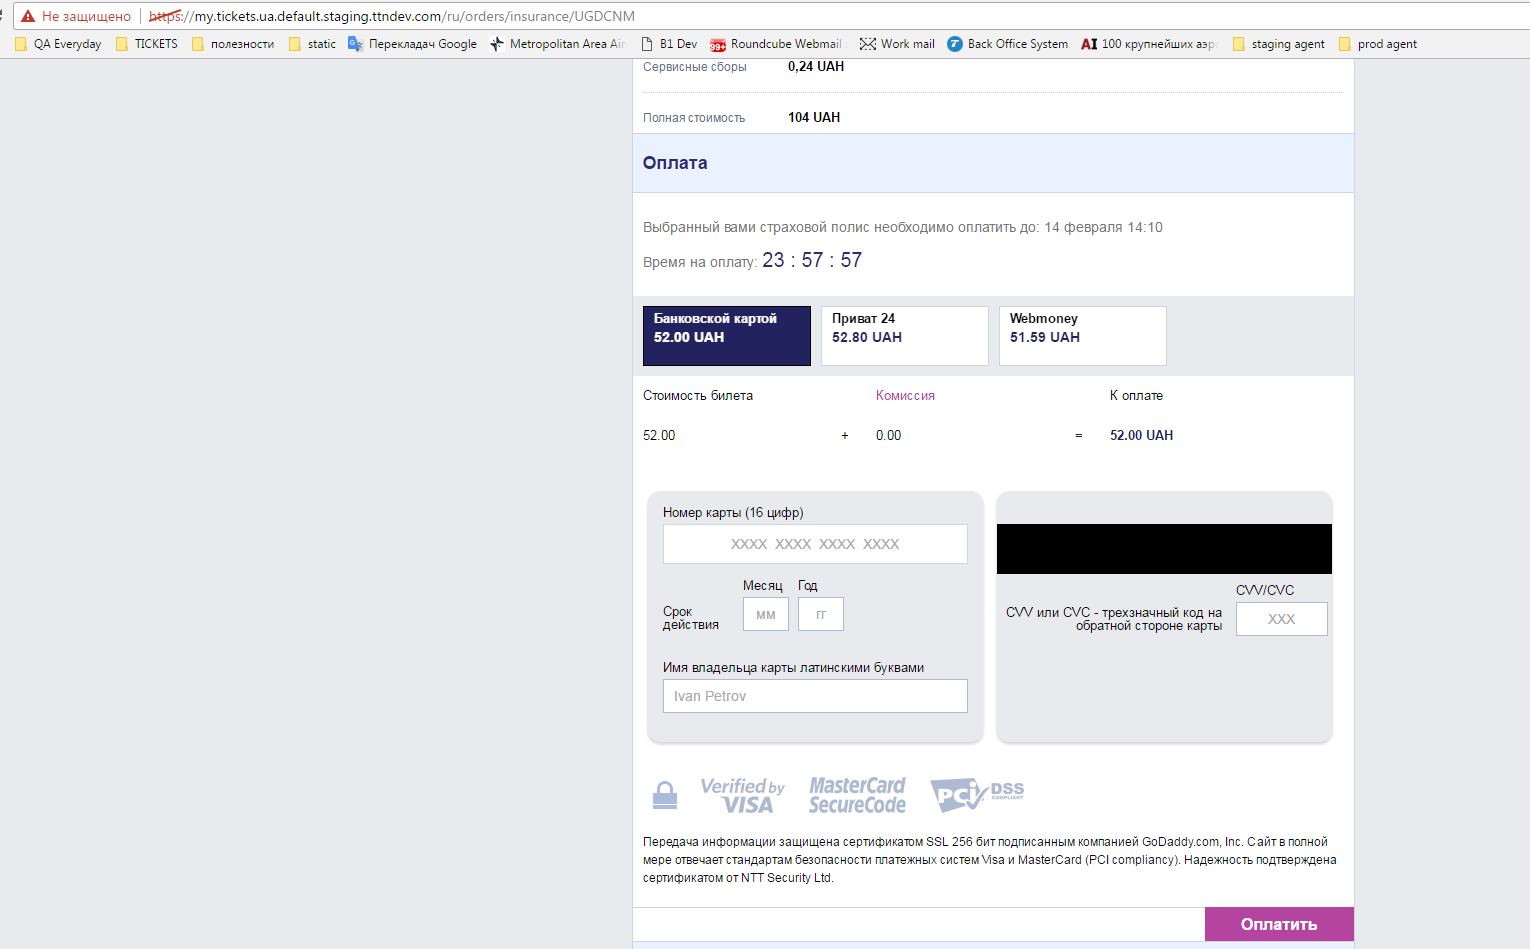 Не защищено https://my.tickets.ua.default.staging.ttndev.com/ru/orders/insurance/UGDCNM
QA Everyday TICKETS полезности static Перекладач Google Metropolitan Area Air B1 Dev 99+ Roundcube Webmail Work mail Back Office System AI 100 крупнейших аэр staging agent prod agent
Сервисные сборы 0,24 UAH
Полная стоимость 104 UAH
Оплата
Выбранный вами страховой полис необходимо оплатить до: 14 февраля 14:10
Время на оплату: 23 : 57 : 57
Банковской картой Приват 24 Webmoney
52.00 UAH 52.80 UAH 51.59 UAH
Стоимость билета Комиссия К оплате
52.00 + 0.00 = 52.00 UAH
Номер карты (16 цифр)
XXXX XXXX XXXX XXXX
Месяц Год
Срок действия мм гг
CVV/CVC
CVV или CVC - трехзначный код на XXX
обратной стороне карты
Имя владельца карты латинскими буквами
Ivan Petrov
Verified by VISA MasterCard SecureCode PCI DSS COMPLIANT
Передача информации защищена сертификатом SSL 256 бит подписанным компанией GoDaddy.com, Inc. Сайт в полной
мере отвечает стандартам безопасности платежных систем Visa и MasterCard (PCI compliancy). Надежность подтверждена
сертификатом от NTT Security Ltd.
Оплатить